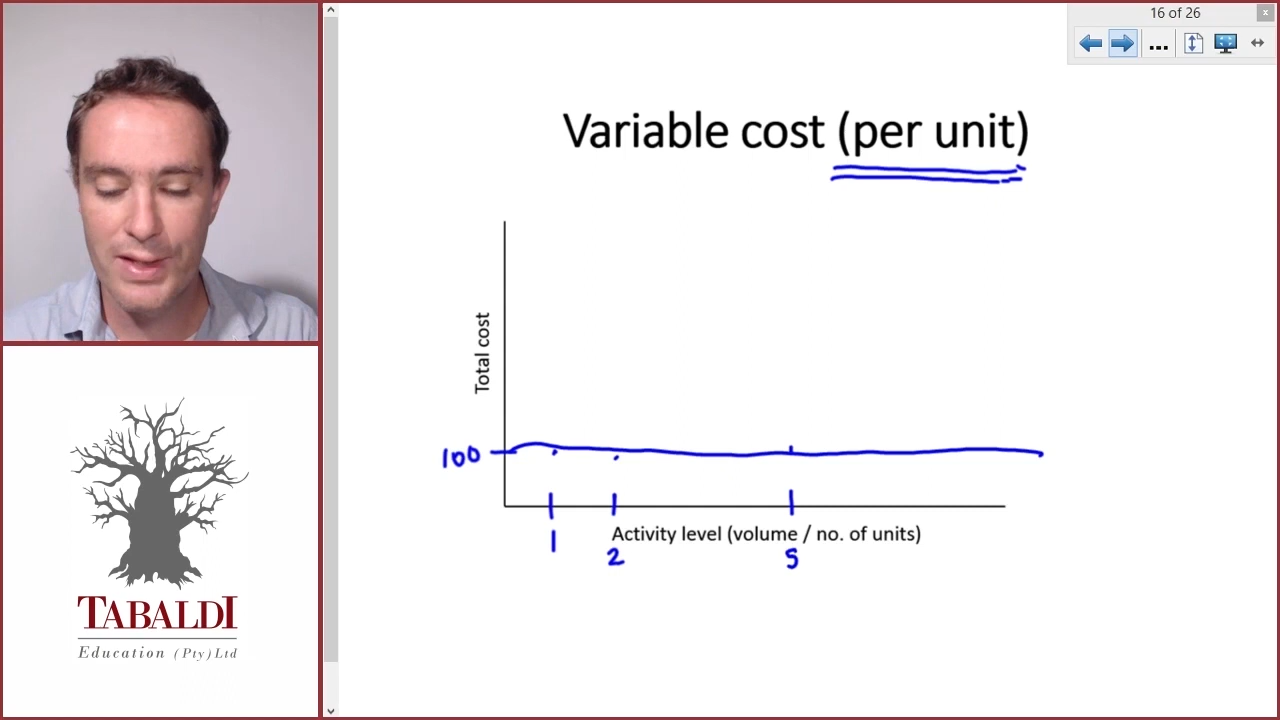 16 of 26
Variable cost (per unit)
Total cost
100
Activity level (volume / no. of units)
1
2
5
TABALDI
Education (Pty) Ltd